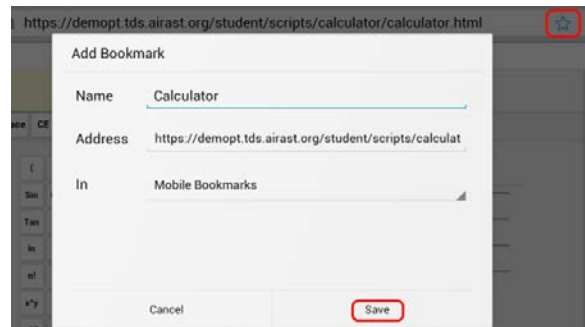 https://demopt.tds.airast.org/student/scripts/calculator/calculator.html
Add Bookmark
Name Calculator
Address https://demopt.tds.airast.org/student/scripts/calculat
In Mobile Bookmarks
CE
(
Sin
Tan
ln
n!
x^y
Cancel Save